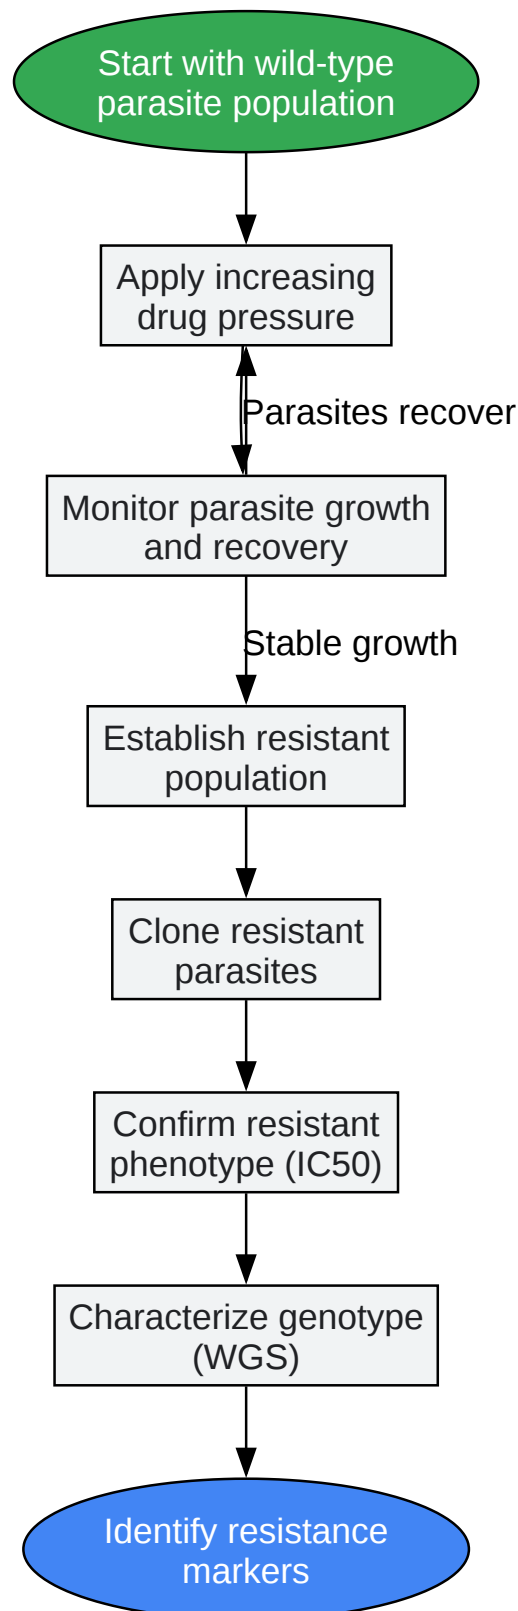 Start with wild-type
parasite population
Apply increasing
drug pressure
Parasites recover
Monitor parasite growth
and recovery
Stable growth
Establish resistant
population
Clone resistant
parasites
Confirm resistant
phenotype (IC50)
Characterize genotype
(WGS)
Identify resistance
markers